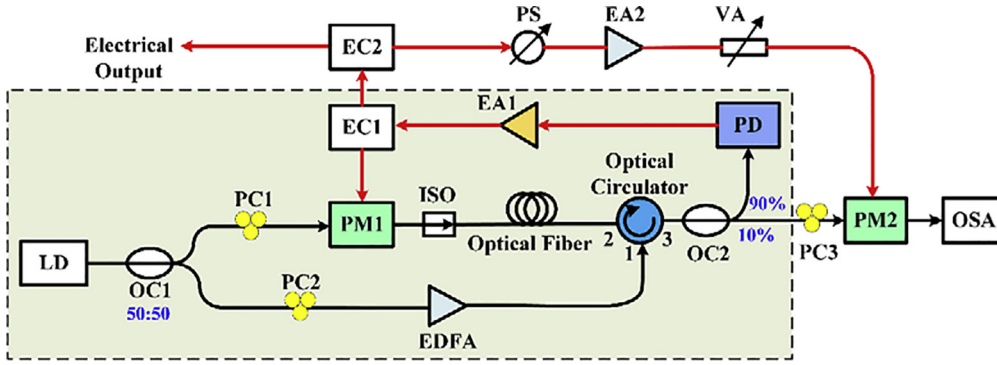 PS
EA2
VA
Electrical
Output
EC2
EA1
EC1
PD
Optical
Circulator
PC1
ISO
90%
PM1
PM2
OSA
Optical Fiber
2
3
1
10%
OC2
PC3
LD
OC1
50:50
PC2
EDFA